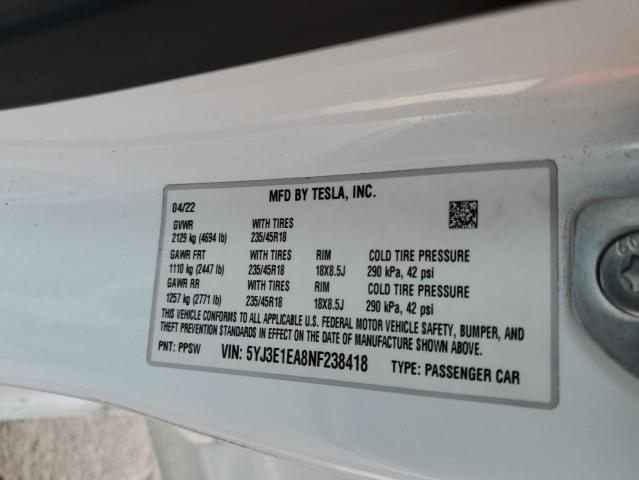 MFD BY TESLA, INC.
04/22
GVWR WITH TIRES
2129 kg (4694 lb) 235/45R18
GAWR FRT WITH TIRES RIM COLD TIRE PRESSURE
1110 kg (2447 lb) 235/45R18 18X8.5J 290 kPa, 42 psi
GAWR RR WITH TIRES RIM COLD TIRE PRESSURE
1257 kg (2771 lb) 235/45R18 18X8.5J 290 kPa, 42 psi
THIS VEHICLE CONFORMS TO ALL APPLICABLE U.S. FEDERAL MOTOR VEHICLE SAFETY, BUMPER, AND
THEFT PREVENTION STANDARDS IN EFFECT ON THE DATE OF MANUFACTURE SHOWN ABOVE.
PNT: PPSW VIN: 5YJ3E1EA8NF238418 TYPE: PASSENGER CAR